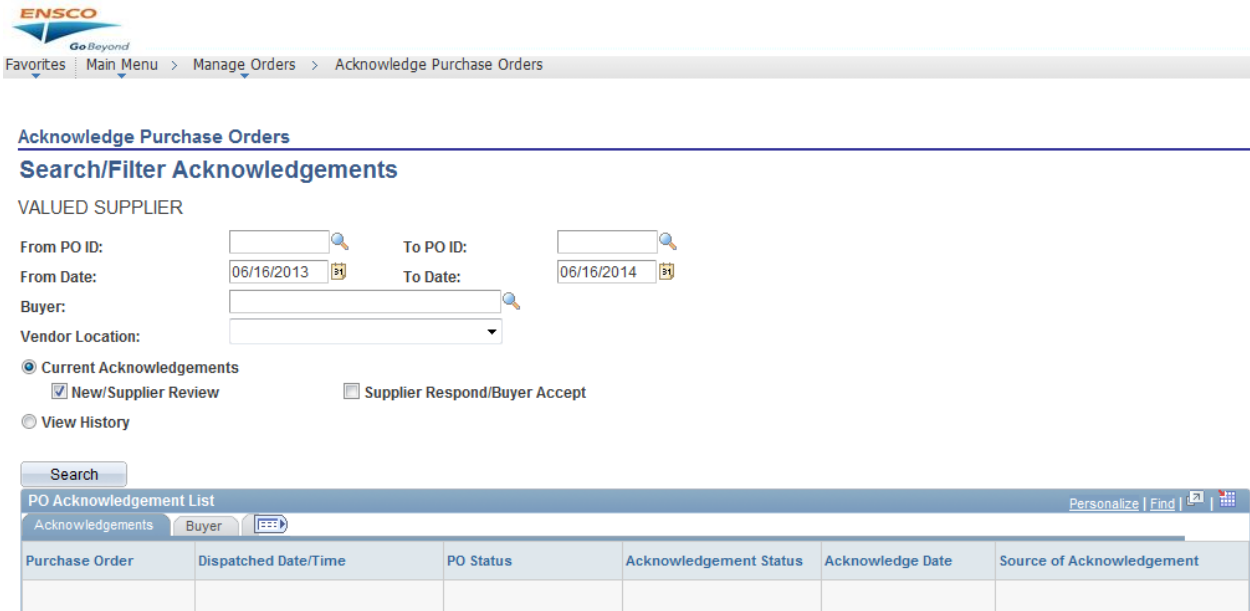 ENSCO
Go Beyond
Favorites Main Menu > Manage Orders > Acknowledge Purchase Orders
Acknowledge Purchase Orders
Search/Filter Acknowledgements
VALUED SUPPLIER
From PO ID: To PO ID:
From Date: 06/16/2013 31 To Date: 06/16/2014 31
Buyer:
Vendor Location:
Current Acknowledgements
New/Supplier Review Supplier Respond/Buyer Accept
View History
Search
PO Acknowledgement List Personalize | Find | |
Acknowledgements Buyer
Purchase Order Dispatched Date/Time PO Status Acknowledgement Status Acknowledge Date Source of Acknowledgement